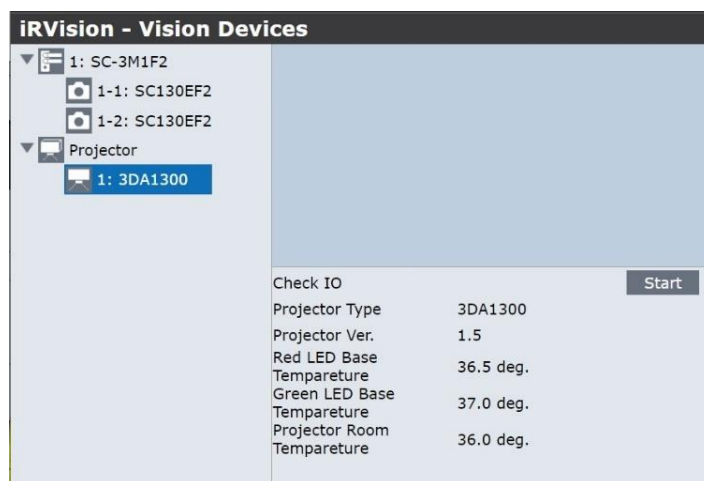 iRVision - Vision Devices
1: SC-3M1F2
1-1: SC130EF2
1-2: SC130EF2
Projector
1: 3DA1300
Check IO
Start
Projector Type 3DA1300
Projector Ver. 1.5
Red LED Base
Tempareture 36.5 deg.
Green LED Base
Tempareture 37.0 deg.
Projector Room
Tempareture 36.0 deg.